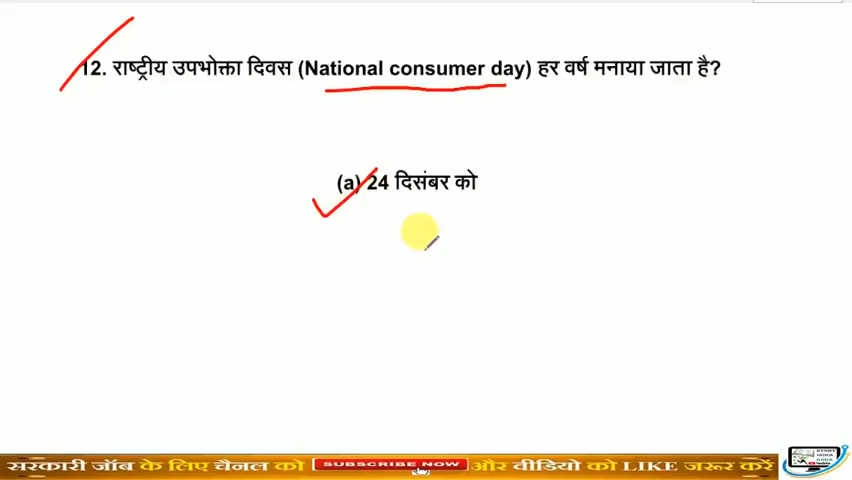 12. राष्ट्रीय उपभोक्ता दिवस (National consumer day) हर वर्ष मनाया जाता है?
(a) 24 दिसंबर को
सरकारी जॉब के लिए चैनल को SUBSCRIBE NOW और वीडियो को LIKE जरूर करें